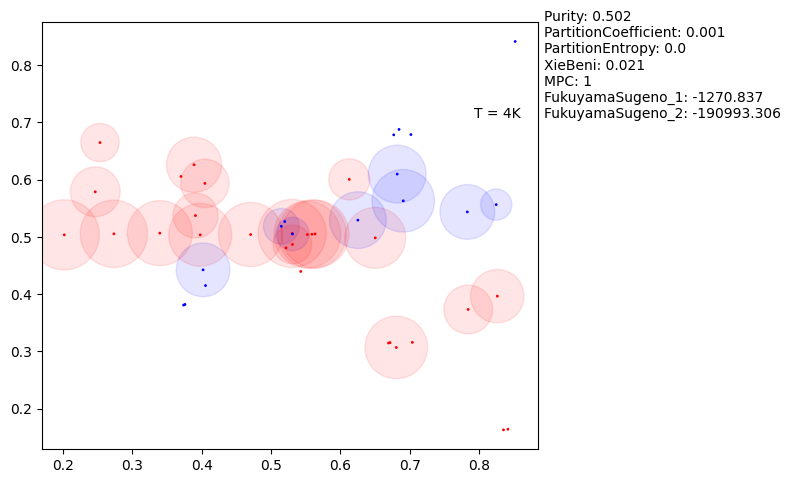 Purity: 0.502
PartitionCoefficient: 0.001
PartitionEntropy: 0.0
XieBeni: 0.021
MPC: 1
FukuyamaSugeno_1: -1270.837
FukuyamaSugeno_2: -190993.306
T = 4K
0.8
0.7
0.6
0.5
0.4
0.3
0.2
0.2 0.3 0.4 0.5 0.6 0.7 0.8